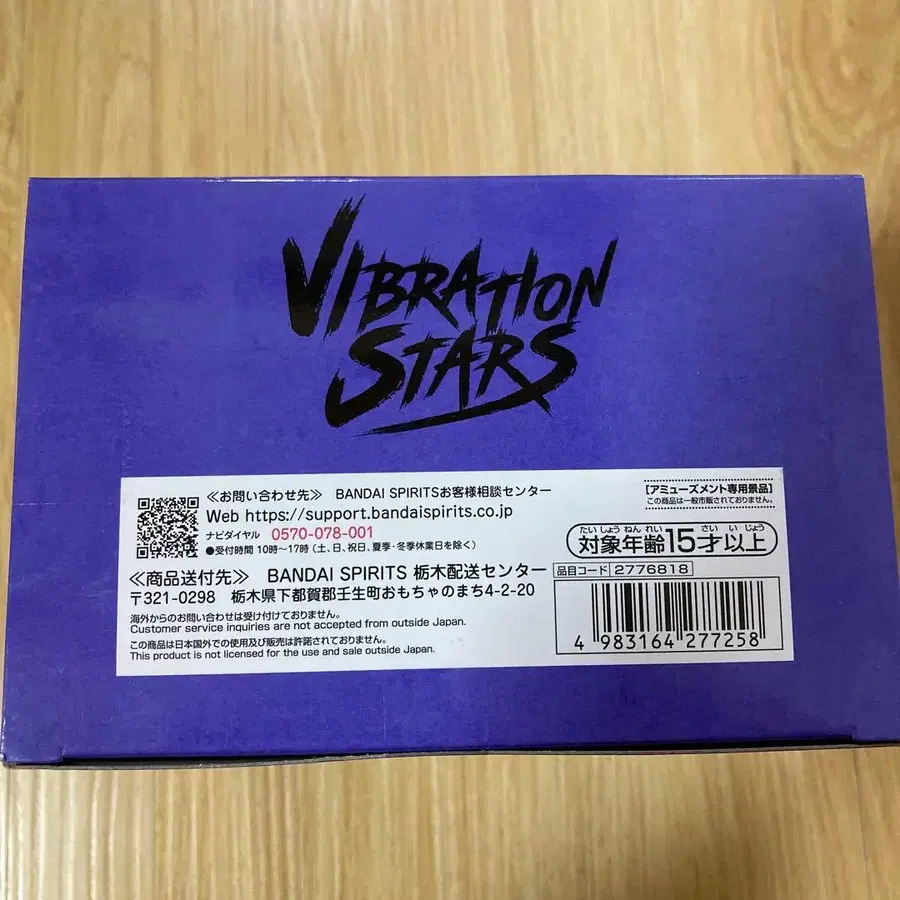 VIBRATION
STARS
≪お問い合わせ先≫ BANDAI SPIRITSお客様相談センター
Web https://support.bandaispirits.co.jp
ナビダイヤル 0570-078-001
●受付時間 10時〜17時 (土、日、祝日、夏季・冬季休業日を除く)
≪商品送付先≫ BANDAI SPIRITS 栃木配送センター
〒321-0298 栃木県下都賀郡壬生町おもちゃのまち4-2-20
海外からのお問い合わせは受け付けておりません。
Customer service inquiries are not accepted from outside Japan.
この商品は日本国外での使用及び販売は許諾されておりません。
This product is not licensed for the use and sale outside Japan.
[アミューズメント専用景品]
この商品は一般市販されておりません。
たいしょうねんれい さいいじょう
対象年齢15才以上
品目コード 2776818
4 983164 277258